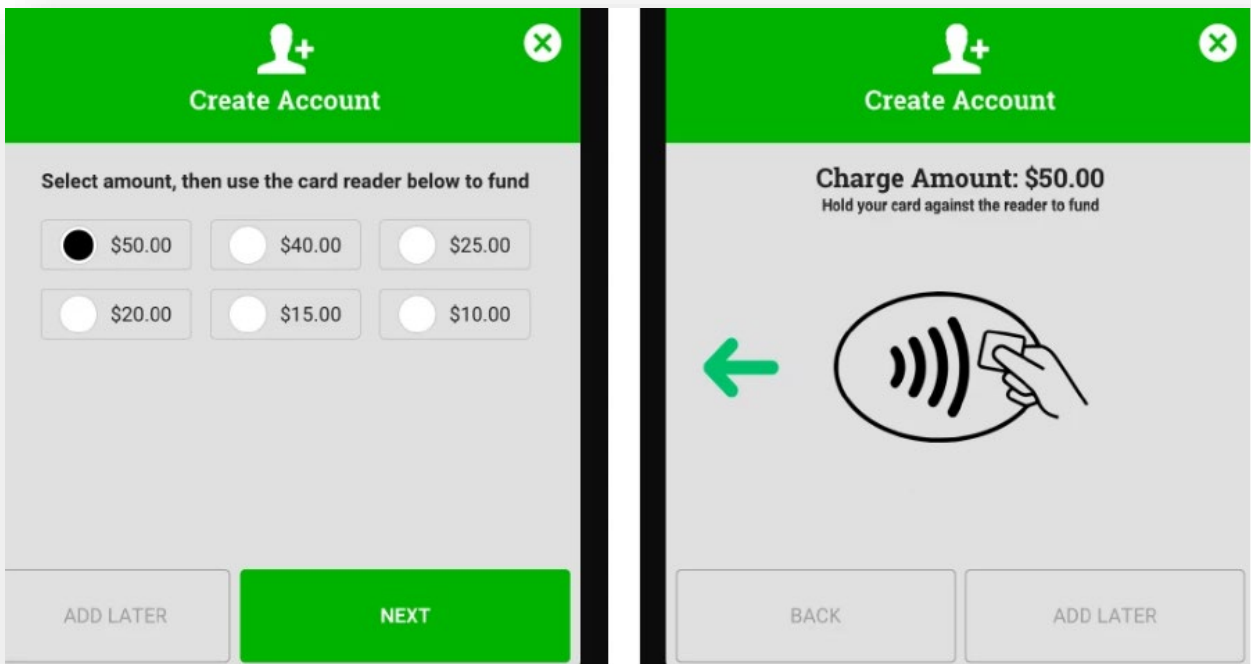 Create Account
Select amount, then use the card reader below to fund
$50.00 $40.00 $25.00
$20.00 $15.00 $10.00
ADD LATER NEXT
Create Account
Charge Amount: $50.00
Hold your card against the reader to fund
BACK ADD LATER